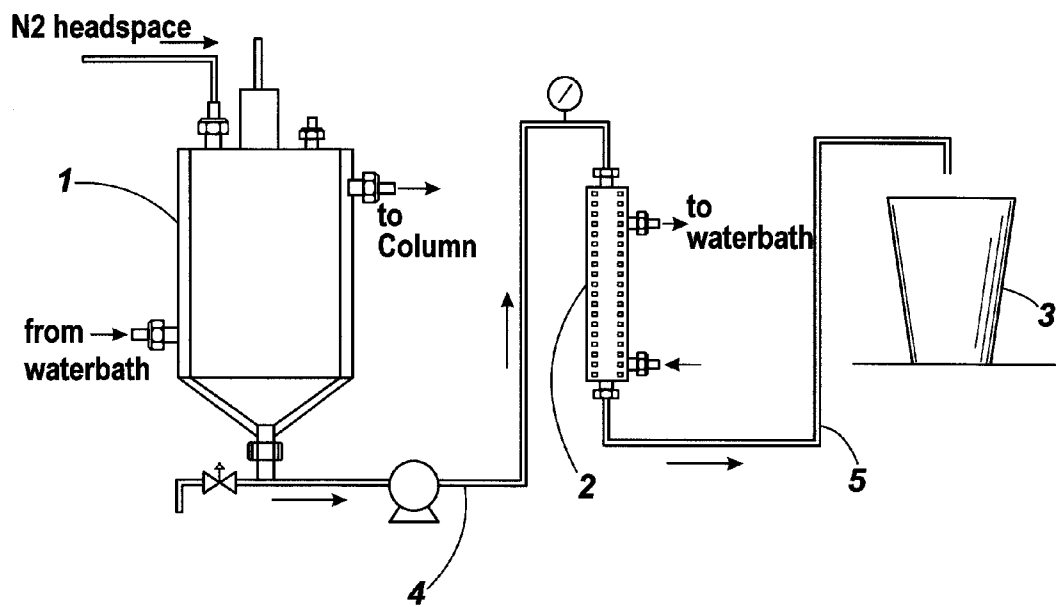 N2 headspace
1
to
Column
from
waterbath
to
waterbath
3
2
5
4